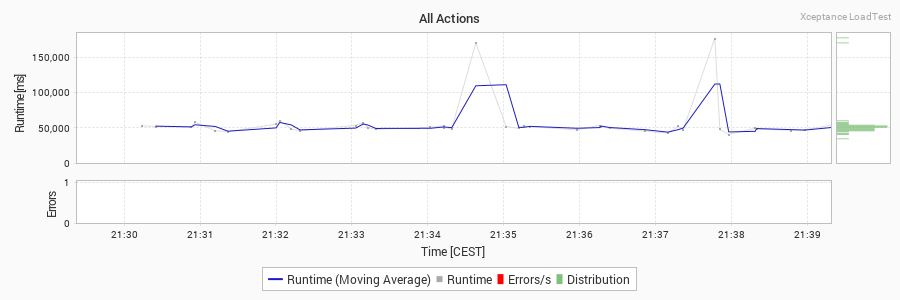 All Actions
Xceptance LoadTest
Runtime[ms]
150,000
100,000
50,000
0
Errors
1
0
21:30 21:31 21:32 21:33 21:34 21:35 21:36 21:37 21:38 21:39
Time [CEST]
Runtime (Moving Average) Runtime Errors/s Distribution